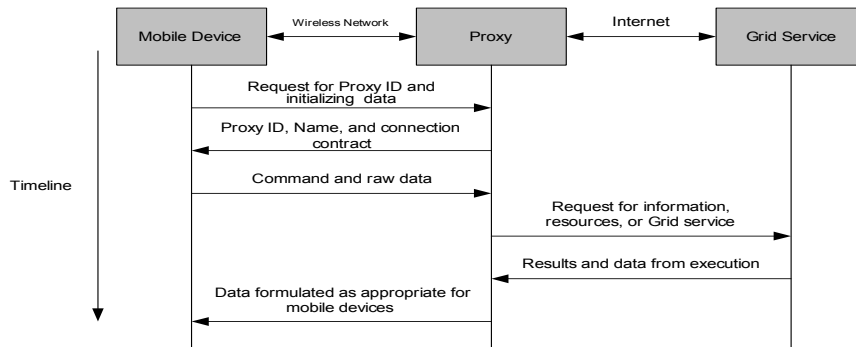 Mobile Device
Wireless Network
Proxy
Internet
Grid Service
Request for Proxy ID and
initializing data
Proxy ID, Name, and connection
contract
Timeline
Command and raw data
Request for information,
resources, or Grid service
Results and data from execution
Data formulated as appropriate for
mobile devices